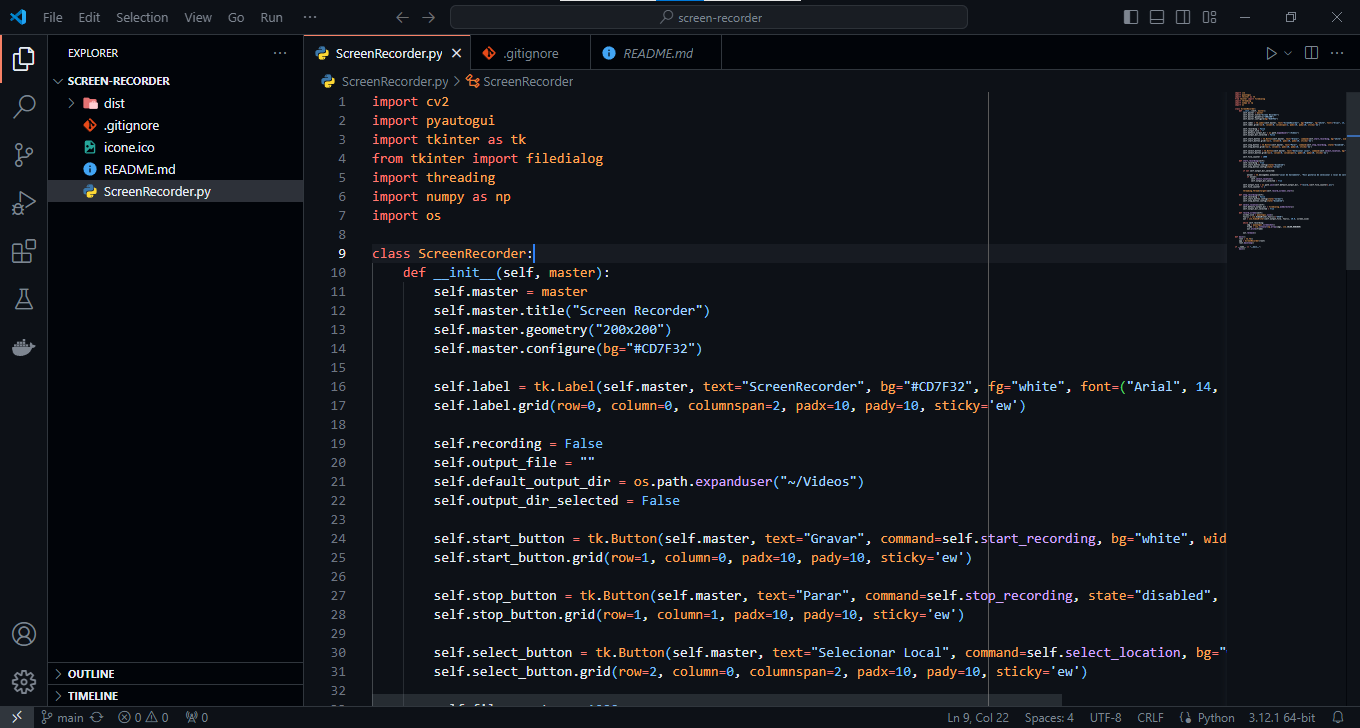 File Edit Selection View Go Run ···
screen-recorder
EXPLORER
SCREEN-RECORDER
dist
.gitignore
icone.ico
README.md
ScreenRecorder.py
OUTLINE
TIMELINE
ScreenRecorder.py .gitignore README.md
ScreenRecorder.py > ScreenRecorder
1 import cv2
2 import pyautogui
3 import tkinter as tk
4 from tkinter import filedialog
5 import threading
6 import numpy as np
7 import os
8
9 class ScreenRecorder:
10 def __init__(self, master):
11 self.master = master
12 self.master.title("Screen Recorder")
13 self.master.geometry("200x200")
14 self.master.configure(bg="#CD7F32")
15
16 self.label = tk.Label(self.master, text="ScreenRecorder", bg="#CD7F32", fg="white", font=("Arial", 14,
17 self.label.grid(row=0, column=0, columnspan=2, padx=10, pady=10, sticky='ew')
18
19 self.recording = False
20 self.output_file = ""
21 self.default_output_dir = os.path.expanduser("~/Videos")
22 self.output_dir_selected = False
23
24 self.start_button = tk.Button(self.master, text="Gravar", command=self.start_recording, bg="white", wid
25 self.start_button.grid(row=1, column=0, padx=10, pady=10, sticky='ew')
26
27 self.stop_button = tk.Button(self.master, text="Parar", command=self.stop_recording, state="disabled",
28 self.stop_button.grid(row=1, column=1, padx=10, pady=10, sticky='ew')
29
30 self.select_button = tk.Button(self.master, text="Selecionar Local", command=self.select_location, bg="
31 self.select_button.grid(row=2, column=0, columnspan=2, padx=10, pady=10, sticky='ew')
32
main 0 0 0 Ln 9, Col 22 Spaces: 4 UTF-8 CRLF Python 3.12.1 64-bit